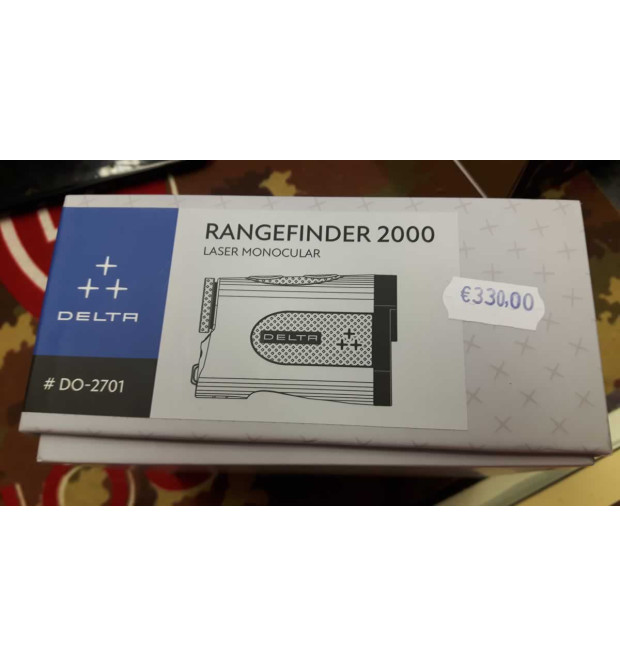 RANGEFINDER 2000
LASER MONOCULAR
DELTA
# DO-2701
DELTA
€330,00